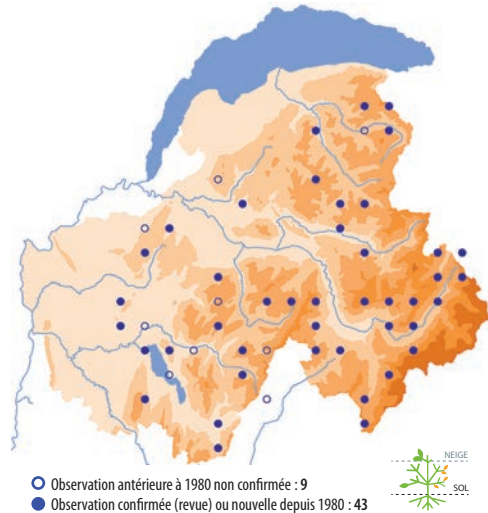 NEIGE
SOL
Observation antérieure à 1980 non confirmée : 9
Observation confirmée (revue) ou nouvelle depuis 1980 : 43